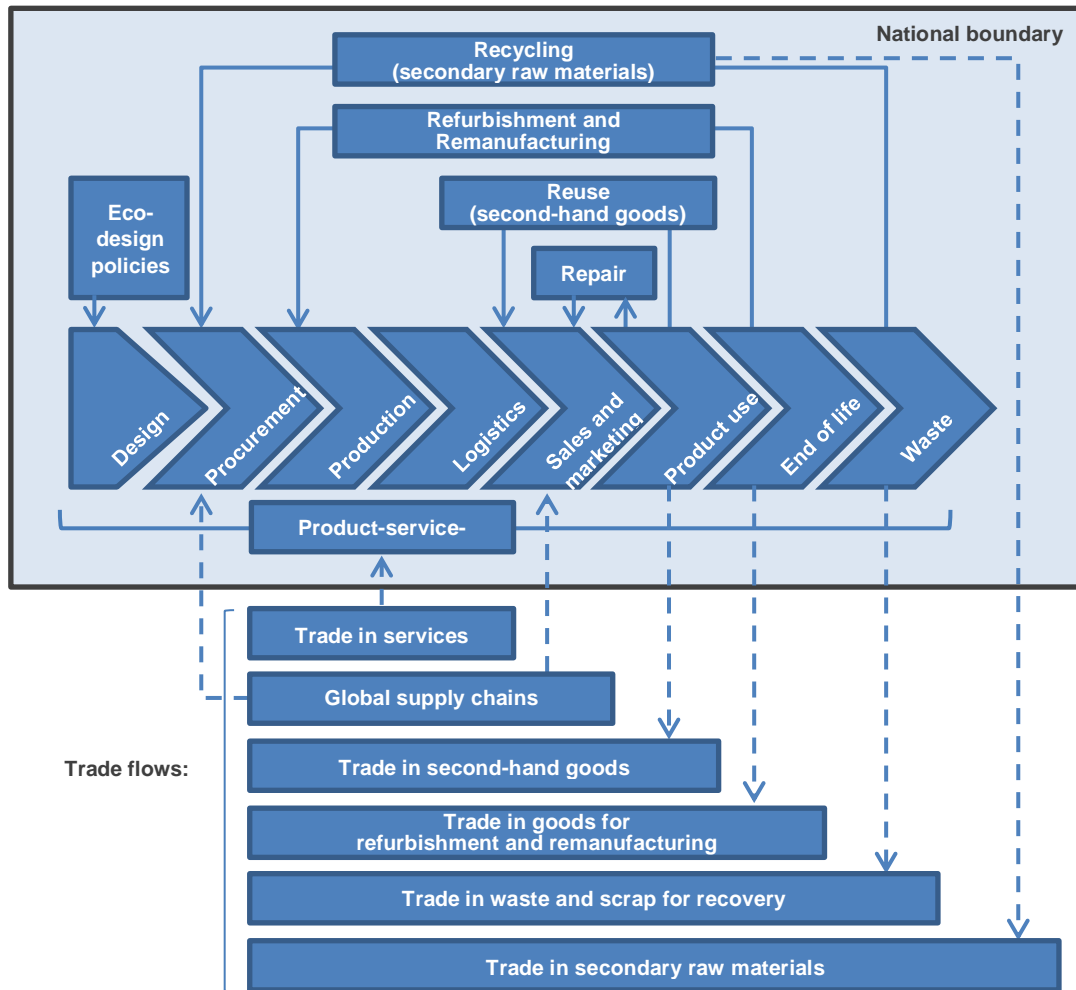 National boundary
Recycling
(secondary raw materials)
Refurbishment and
Remanufacturing
Reuse
(second-hand goods)
Eco-
design
policies
Repair
Design
Procurement
Production
Logistics
Sales and
marketing
Product use
End of life
Waste
Product-service-
Trade in services
Global supply chains
Trade flows:
Trade in second-hand goods
Trade in goods for
refurbishment and remanufacturing
Trade in waste and scrap for recovery
Trade in secondary raw materials